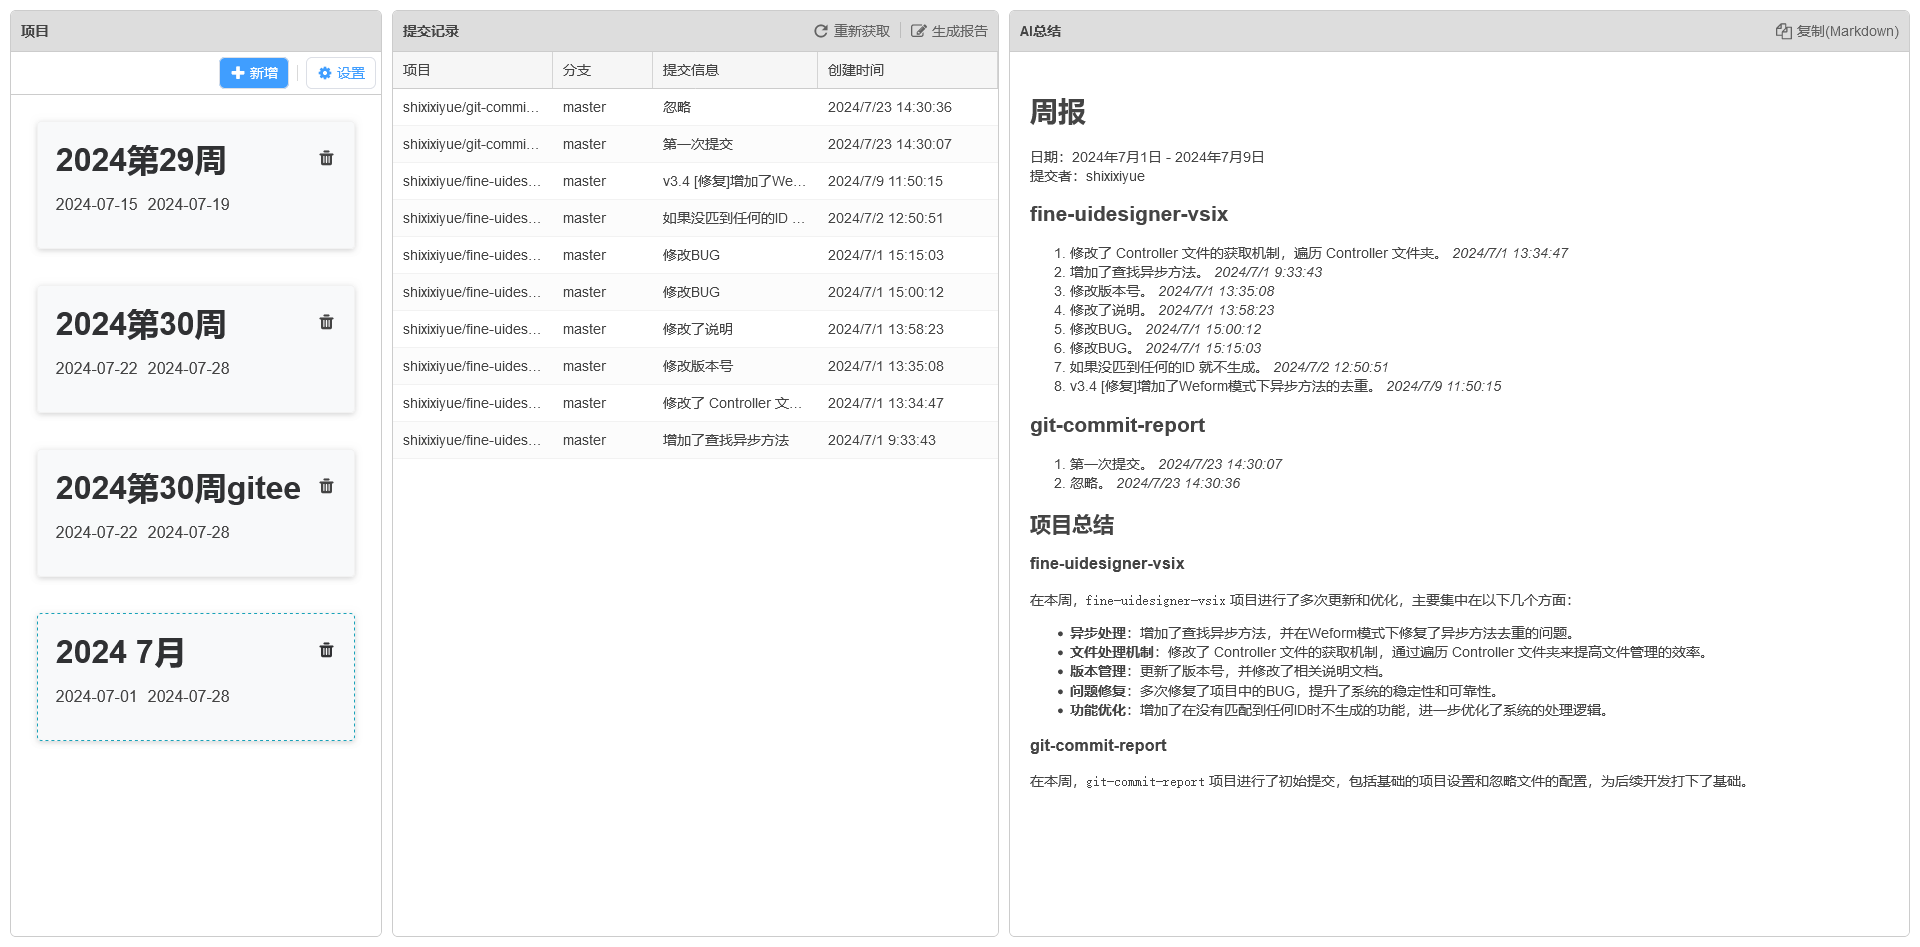 项目
新增
设置
2024第29周
2024-07-15 2024-07-19
2024第30周
2024-07-22 2024-07-28
2024第30周gitee
2024-07-22 2024-07-28
2024 7月
2024-07-01 2024-07-28
提交记录 重新获取 生成报告
项目 分支 提交信息 创建时间
shixixiyue/git-commi... master 忽略 2024/7/23 14:30:36
shixixiyue/git-commi... master 第一次提交 2024/7/23 14:30:07
shixixiyue/fine-uides... master v3.4 [修复]增加了We... 2024/7/9 11:50:15
shixixiyue/fine-uides... master 如果没匹到任何的ID ... 2024/7/2 12:50:51
shixixiyue/fine-uides... master 修改BUG 2024/7/1 15:15:03
shixixiyue/fine-uides... master 修改BUG 2024/7/1 15:00:12
shixixiyue/fine-uides... master 修改了说明 2024/7/1 13:58:23
shixixiyue/fine-uides... master 修改版本号 2024/7/1 13:35:08
shixixiyue/fine-uides... master 修改了 Controller 文... 2024/7/1 13:34:47
shixixiyue/fine-uides... master 增加了查找异步方法 2024/7/1 9:33:43
AI总结 复制(Markdown)
周报
日期：2024年7月1日 - 2024年7月9日
提交者：shixixiyue
fine-uidesigner-vsix
1. 修改了 Controller 文件的获取机制，遍历 Controller 文件夹。 2024/7/1 13:34:47
2. 增加了查找异步方法。 2024/7/1 9:33:43
3. 修改版本号。 2024/7/1 13:35:08
4. 修改了说明。 2024/7/1 13:58:23
5. 修改BUG。 2024/7/1 15:00:12
6. 修改BUG。 2024/7/1 15:15:03
7. 如果没匹到任何的ID 就不生成。 2024/7/2 12:50:51
8. v3.4 [修复]增加了Weform模式下异步方法的去重。 2024/7/9 11:50:15
git-commit-report
1. 第一次提交。 2024/7/23 14:30:07
2. 忽略。 2024/7/23 14:30:36
项目总结
fine-uidesigner-vsix
在本周，fine-uidesigner-vsix 项目进行了多次更新和优化，主要集中在以下几个方面：
• 异步处理：增加了查找异步方法，并在Weform模式下修复了异步方法去重的问题。
• 文件处理机制：修改了 Controller 文件的获取机制，通过遍历 Controller 文件夹来提高文件管理的效率。
• 版本管理：更新了版本号，并修改了相关说明文档。
• 问题修复：多次修复了项目中的BUG，提升了系统的稳定性和可靠性。
• 功能优化：增加了在没有匹配到任何ID时不生成的功能，进一步优化了系统的处理逻辑。
git-commit-report
在本周，git-commit-report 项目进行了初始提交，包括基础的项目设置和忽略文件的配置，为后续开发打下了基础。